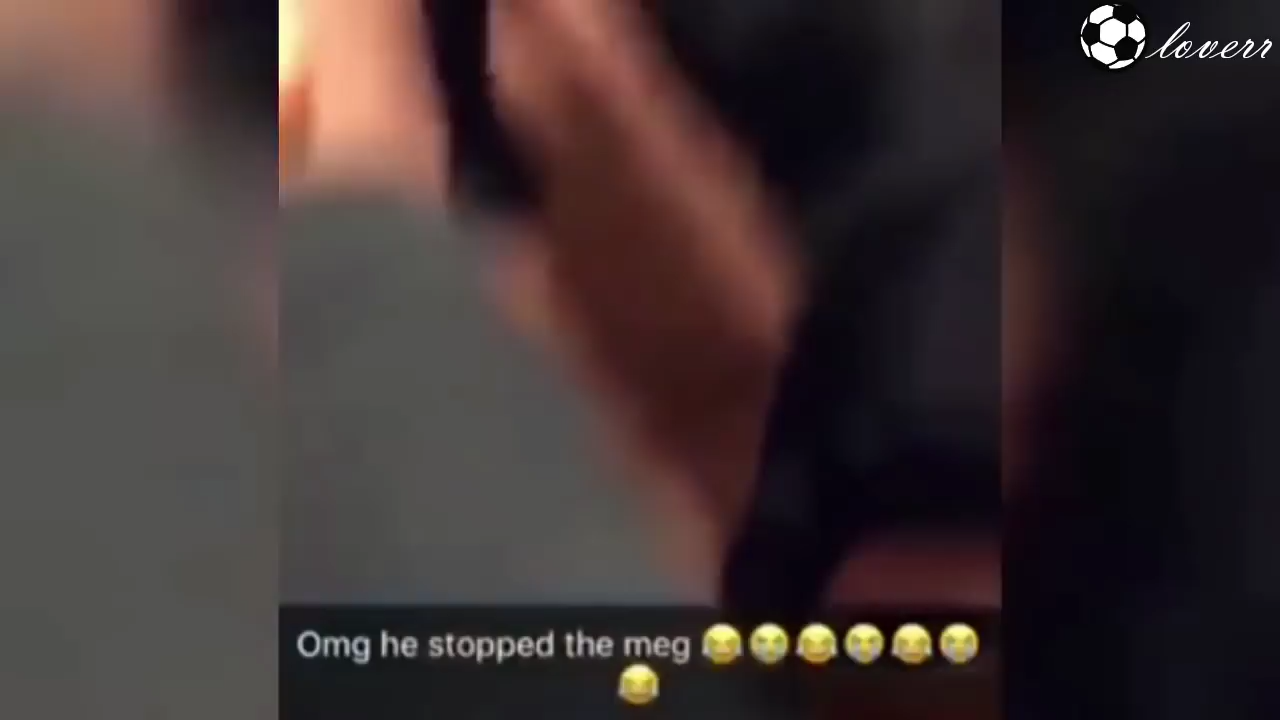 loverr
Omg he stopped the meg 😂😭😂😭😂😭
😂